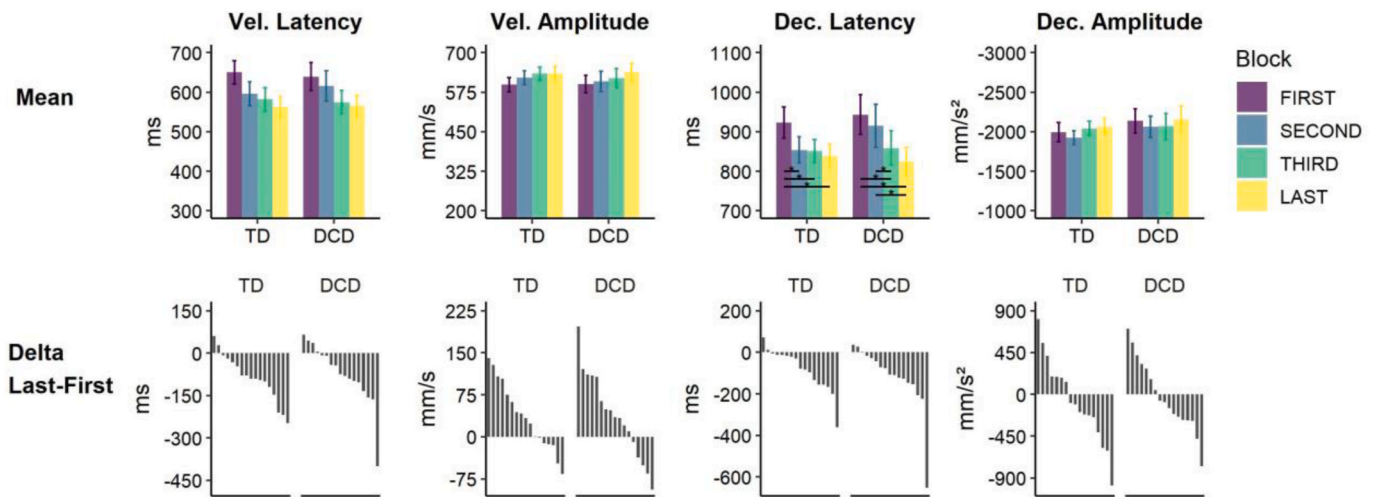 Vel. Latency
Vel. Amplitude
Dec. Latency
Dec. Amplitude
Mean
ms
700
600
500
400
300
TD
DCD
mm/s
700
575
450
325
200
TD
DCD
ms
1100
1000
900
800
700
* * * * * * *
TD
DCD
mm/s²
-3000
-2500
-2000
-1500
-1000
TD
DCD
Block
FIRST
SECOND
THIRD
LAST
Delta
Last-First
TD
DCD
ms
150
0
-150
-300
-450
TD
DCD
mm/s
225
150
75
0
-75
TD
DCD
ms
200
0
-200
-400
-600
TD
DCD
mm/s²
900
450
0
-450
-900